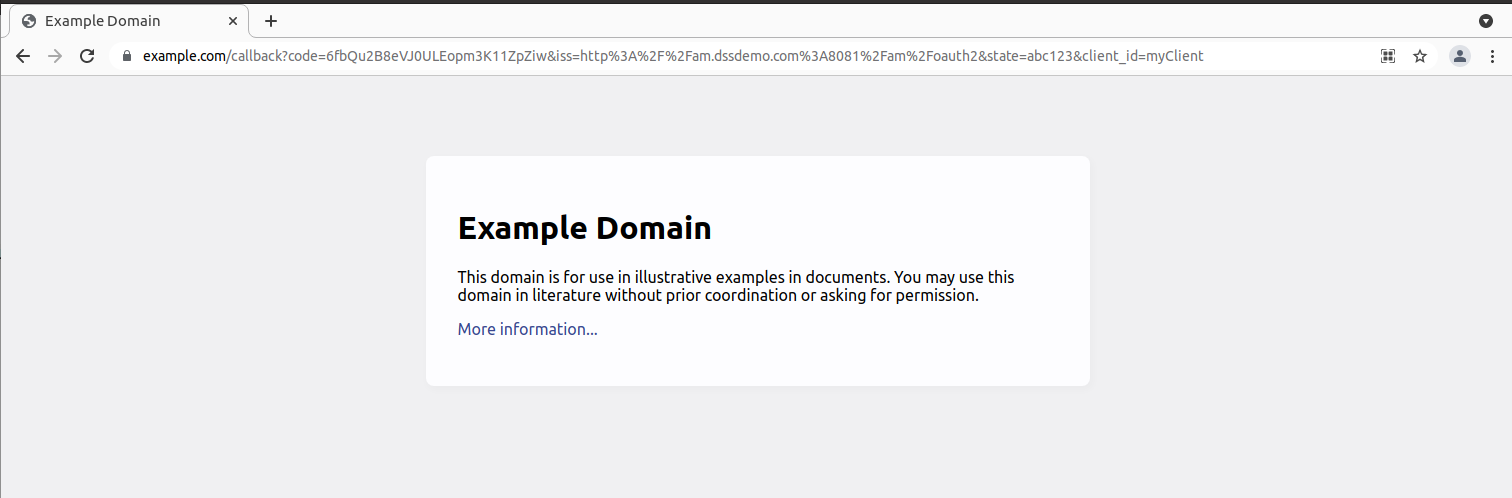 Example Domain
example.com/callback?code=6fbQu2B8eVJ0ULEopm3K11ZpZiw&iss=http%3A%2F%2Fam.dssdemo.com%3A8081%2Fam%2Foauth2&state=abc123&client_id=myClient
Example Domain
This domain is for use in illustrative examples in documents. You may use this
domain in literature without prior coordination or asking for permission.
More information...